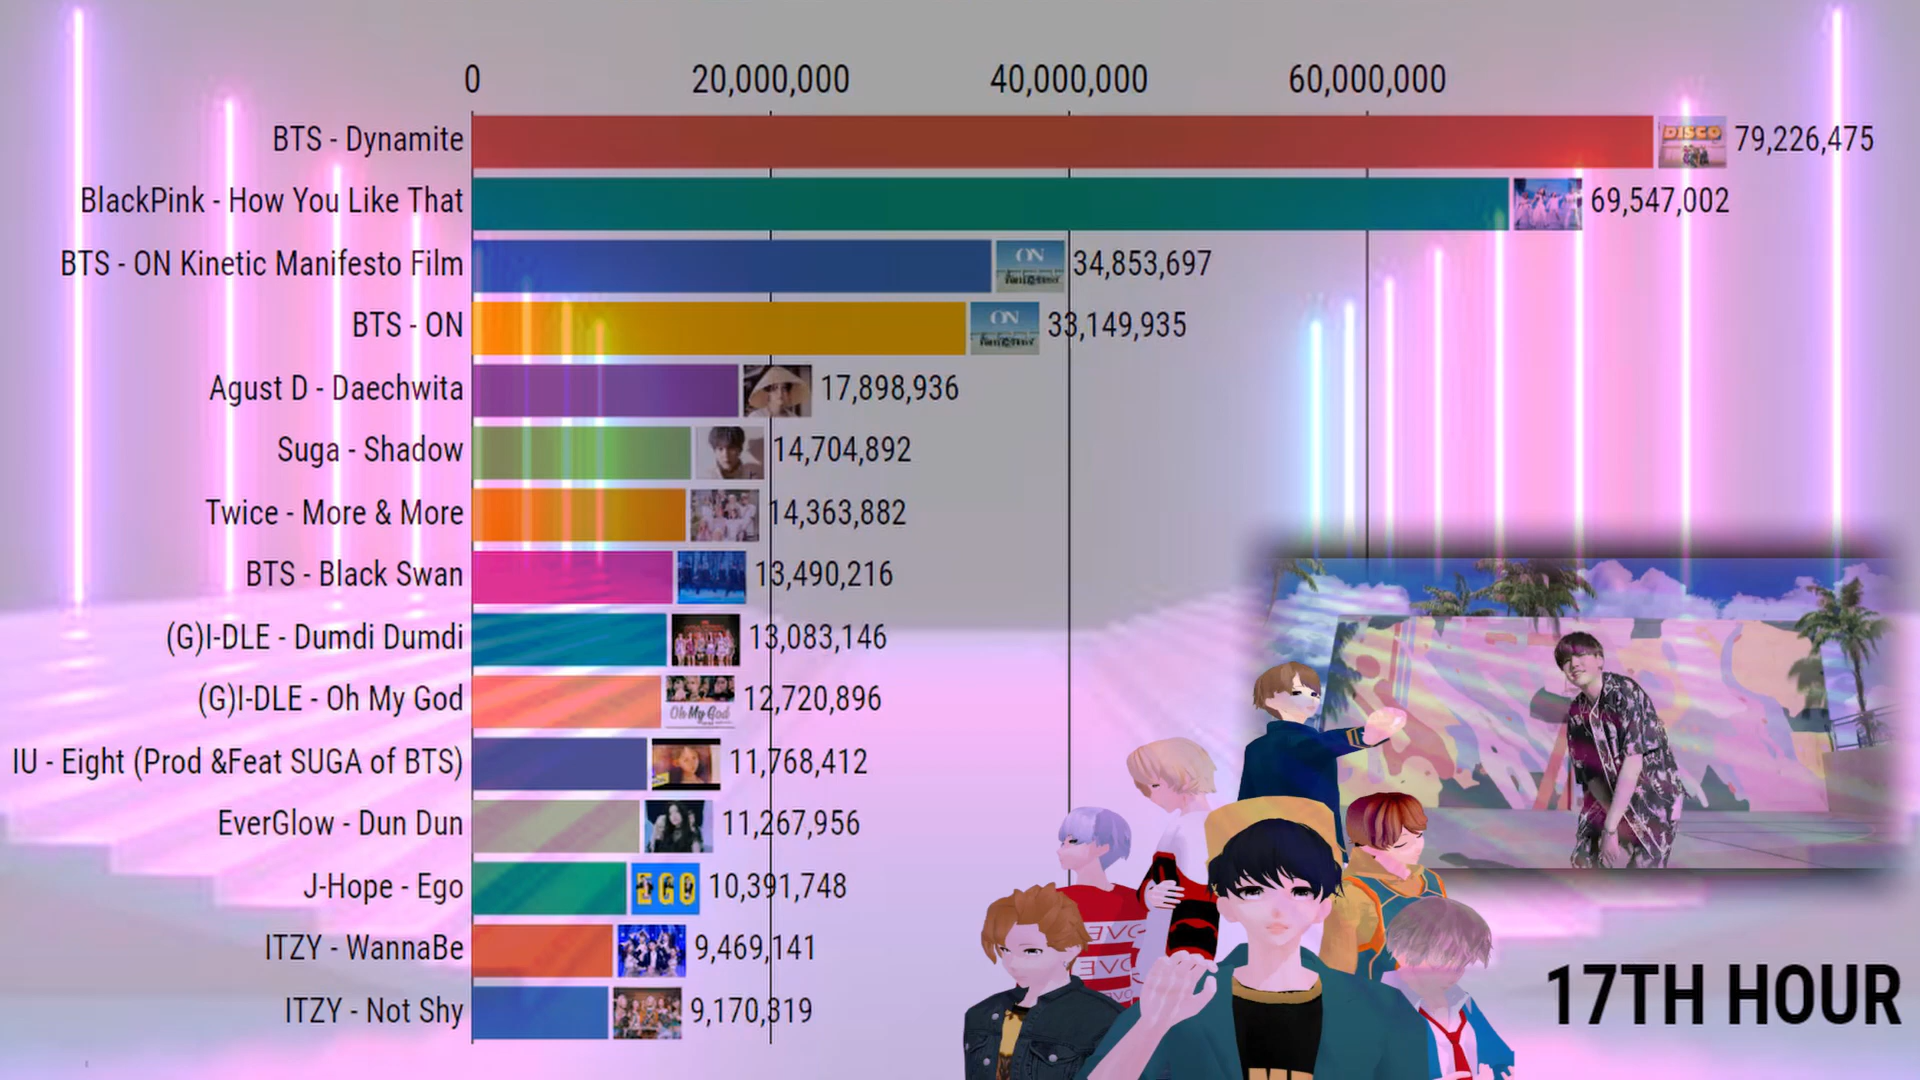 0 20,000,000 40,000,000 60,000,000
BTS - Dynamite DISCO 79,226,475
BlackPink - How You Like That 69,547,002
BTS - ON Kinetic Manifesto Film ON 34,853,697
BTS - ON ON 33,149,935
Agust D - Daechwita 17,898,936
Suga - Shadow 14,704,892
Twice - More & More 14,363,882
BTS - Black Swan 13,490,216
(G)I-DLE - Dumdi Dumdi 13,083,146
(G)I-DLE - Oh My God Oh My God 12,720,896
IU - Eight (Prod &Feat SUGA of BTS) 11,768,412
EverGlow - Dun Dun 11,267,956
J-Hope - Ego EGO 10,391,748
ITZY - WannaBe 9,469,141
ITZY - Not Shy 9,170,319
17TH HOUR